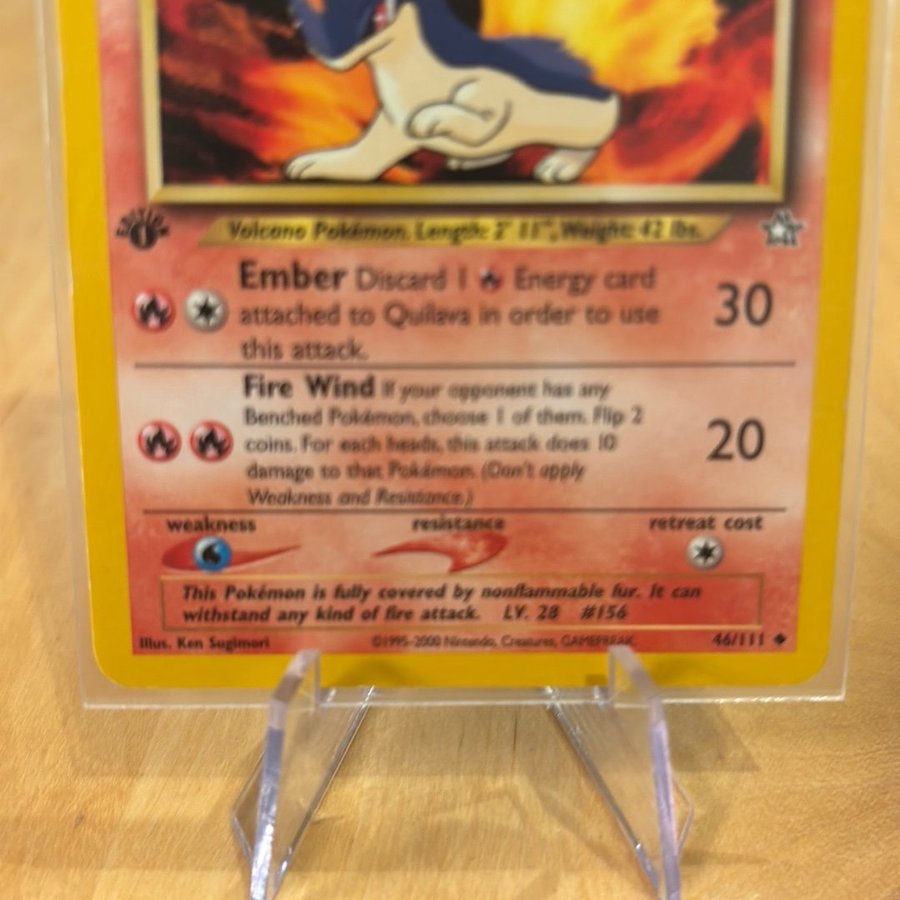 EDITION
1
Volcano Pokémon. Length: 2' 11", Weight: 42 lbs.
Ember Discard 1 Energy card
attached to Quilava in order to use
this attack.
30
Fire Wind If your opponent has any
Benched Pokémon, choose 1 of them. Flip 2
coins. For each heads, this attack does 10
damage to that Pokémon. (Don't apply
Weakness and Resistance.)
20
weakness resistance retreat cost
This Pokémon is fully covered by nonflammable fur. It can
withstand any kind of fire attack. LV. 28 #156
Illus. Ken Sugimori ©1995-2000 Nintendo, Creatures, GAMEFREAK. 46/111